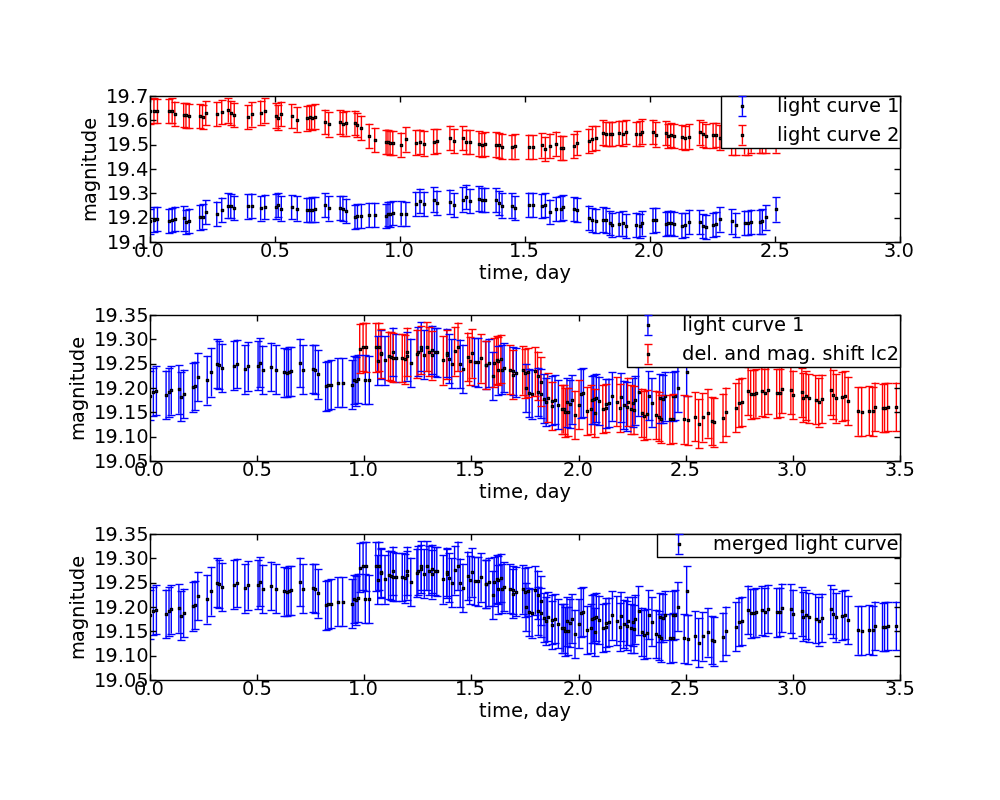 19.7
19.6
19.5
19.4
19.3
19.2
19.1
magnitude
light curve 1
light curve 2
0.0 0.5 1.0 1.5 2.0 2.5 3.0
time, day
19.35
19.30
19.25
19.20
19.15
19.10
19.05
magnitude
light curve 1
del. and mag. shift lc2
0.0 0.5 1.0 1.5 2.0 2.5 3.0 3.5
time, day
19.35
19.30
19.25
19.20
19.15
19.10
19.05
magnitude
merged light curve
0.0 0.5 1.0 1.5 2.0 2.5 3.0 3.5
time, day